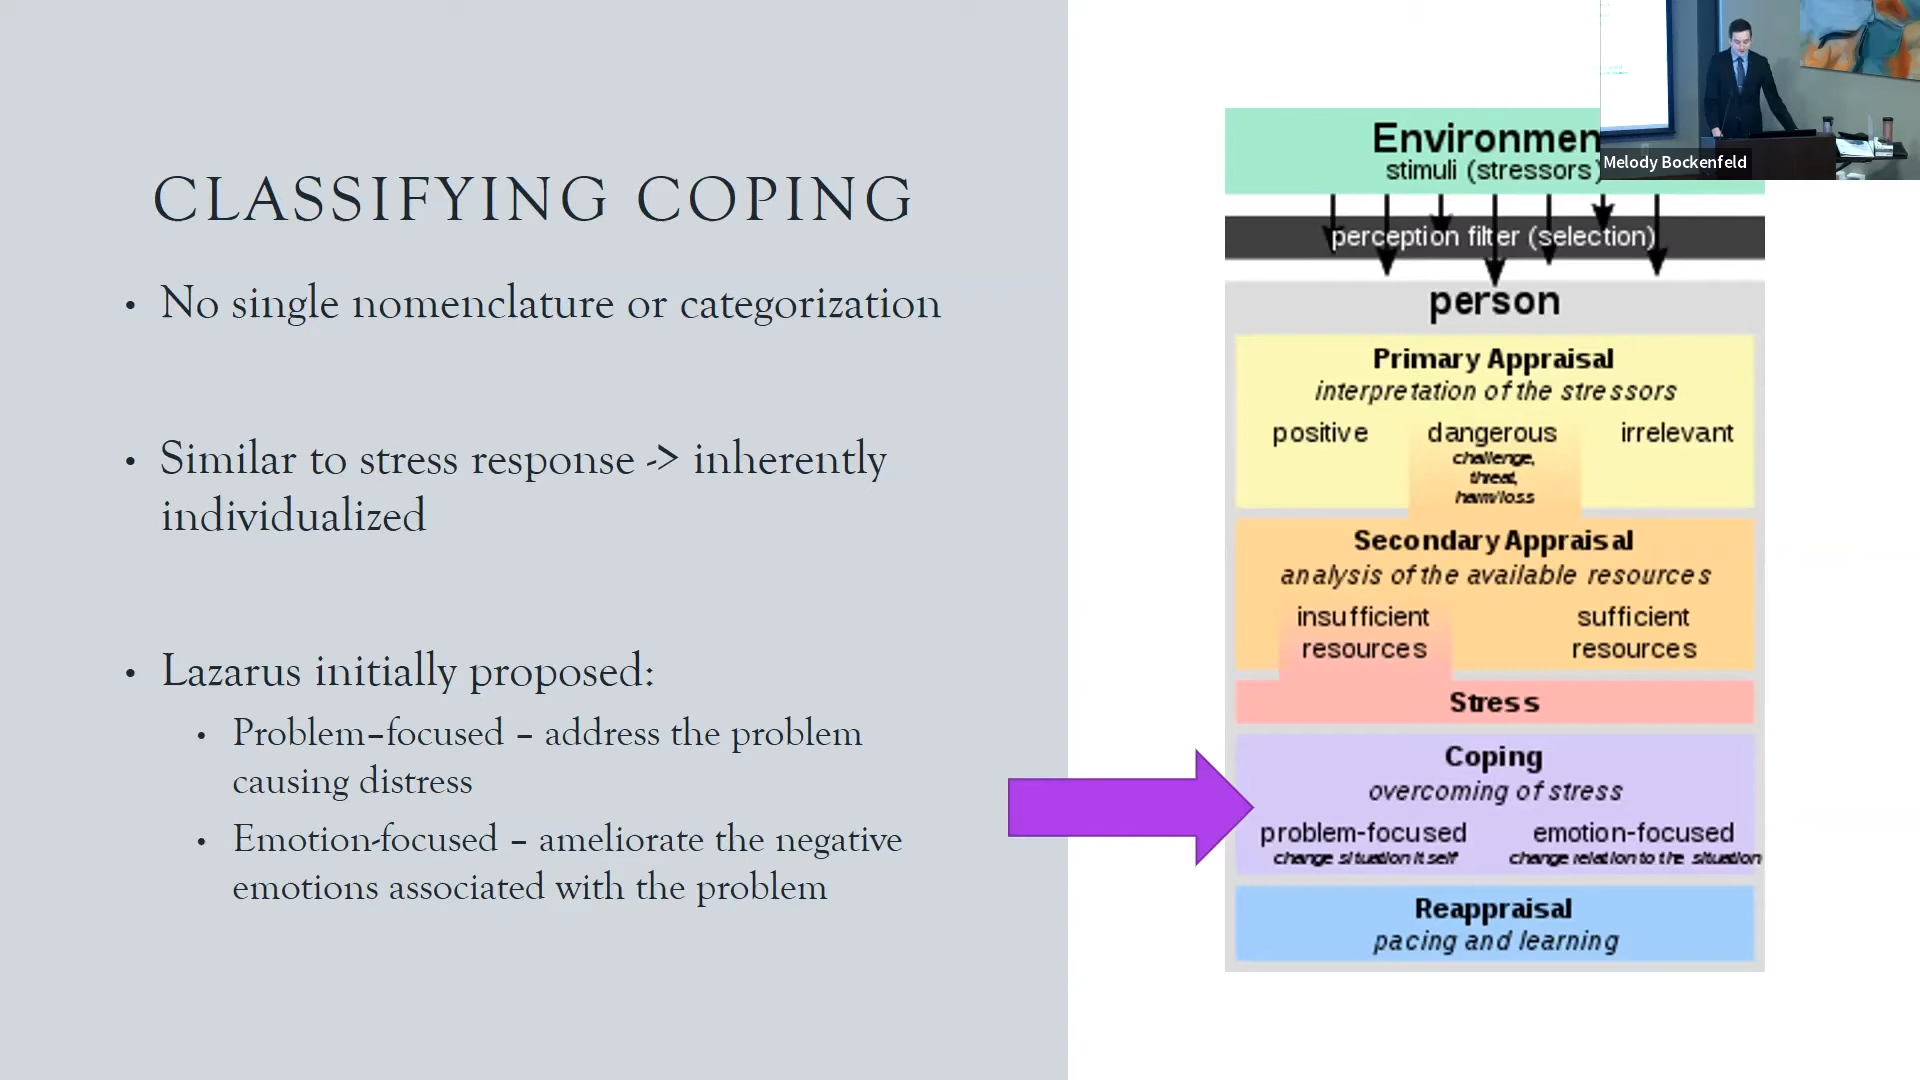 CLASSIFYING COPING
• No single nomenclature or categorization
• Similar to stress response -> inherently
individualized
• Lazarus initially proposed:
• Problem–focused – address the problem
causing distress
• Emotion-focused – ameliorate the negative
emotions associated with the problem
Environmen
stimuli (stressors)
perception filter (selection)
person
Primary Appraisal
interpretation of the stressors
positive dangerous irrelevant
challenge,
threat,
harm/loss
Secondary Appraisal
analysis of the available resources
insufficient sufficient
resources resources
Stress
Coping
overcoming of stress
problem-focused emotion-focused
change situation itself change relation to the situation
Reappraisal
pacing and learning
Melody Bockenfeld